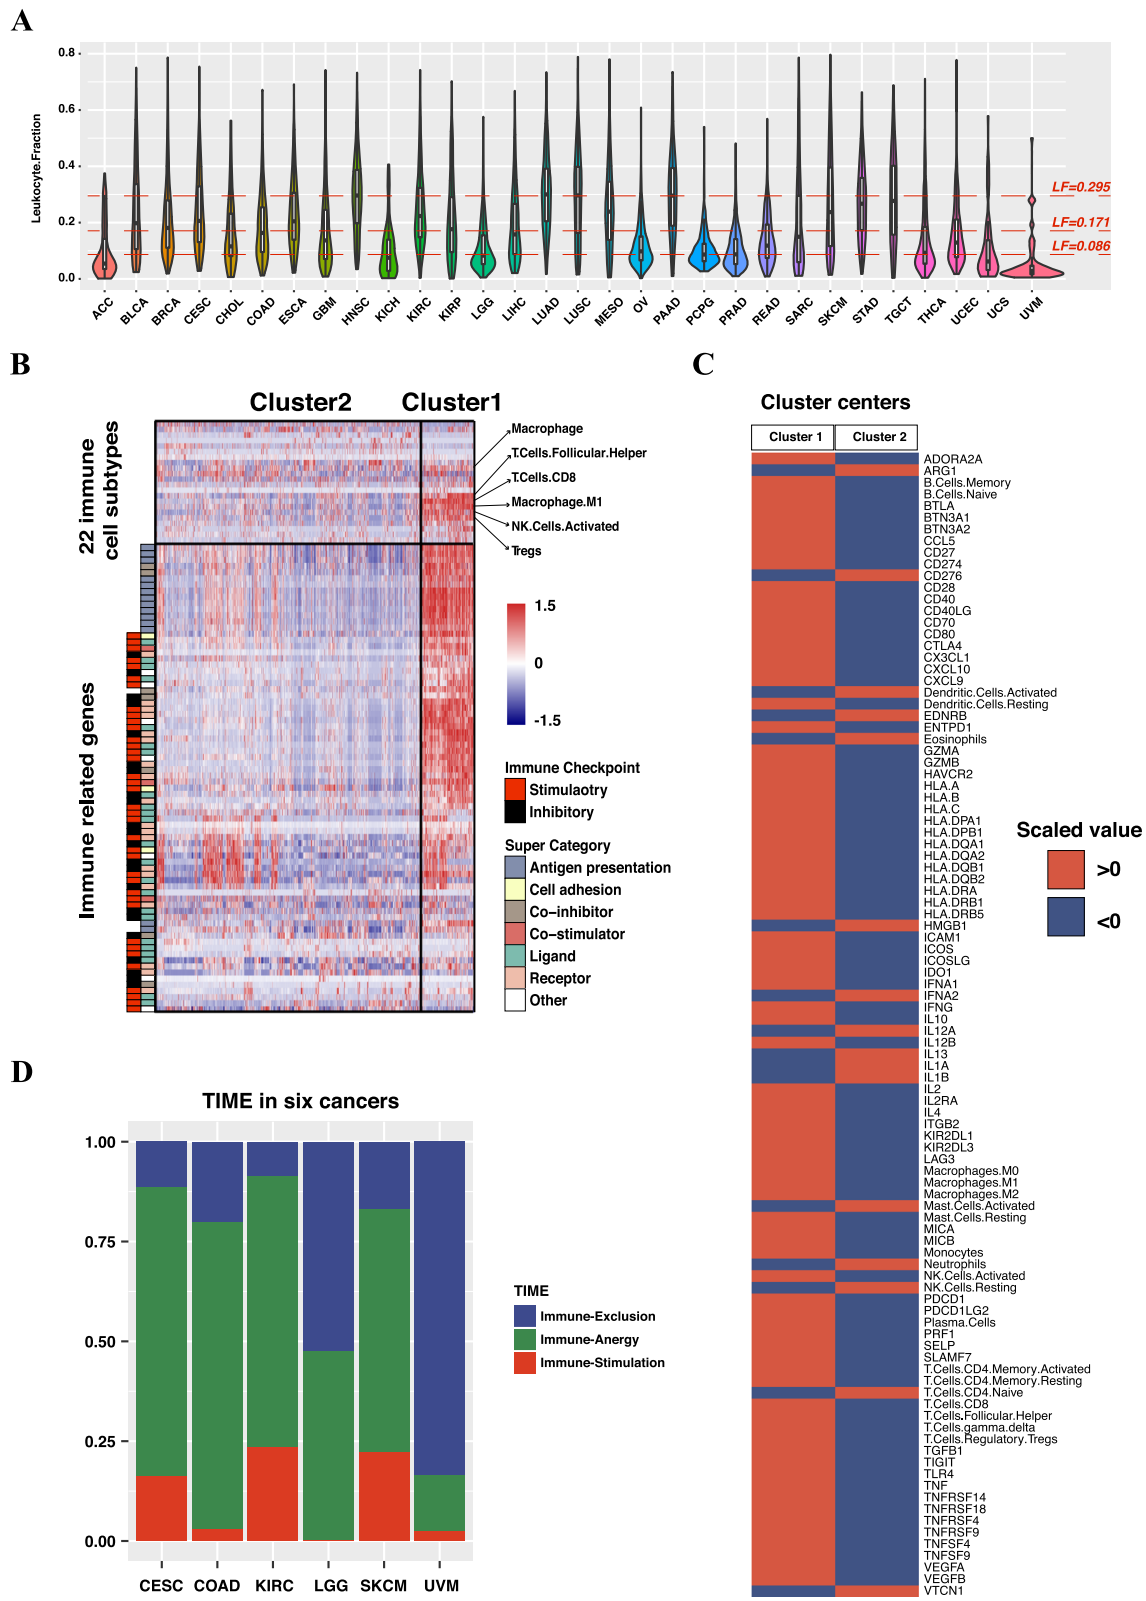 A
Leukocyte.Fraction
0.8
0.6
0.4
0.2
0.0
LF=0.295
LF=0.171
LF=0.086
ACC
BLCA
BRCA
CESC
CHOL
COAD
ESCA
GBM
HNSC
KICH
KIRC
KIRP
LGG
LIHC
LUAD
LUSC
MESO
OV
PAAD
PCPG
PRAD
READ
SARC
SKCM
STAD
TGCT
THCA
UCEC
UCS
UVM
B
Cluster2
Cluster1
22 immune
cell subtypes
Immune related genes
Macrophage
TCells.Follicular.Helper
T.Cells.CD8
Macrophage.M1
NK.Cells.Activated
Tregs
1.5
0
-1.5
Immune Checkpoint
Stimulaotry
Inhibitory
Super Category
Antigen presentation
Cell adhesion
Co-inhibitor
Co-stimulator
Ligand
Receptor
Other
C
Cluster centers
Cluster 1
Cluster 2
ADORA2A
ARG1
B.Cells.Memory
B.Cells.Naive
BTLA
BTN3A1
BTN3A2
CCL5
CD27
CD274
CD276
CD28
CD40
CD40LG
CD70
CD80
CTLA4
CX3CL1
CXCL10
CXCL9
Dendritic.Cells.Activated
Dendritic.Cells.Resting
EDNRB
ENTPD1
Eosinophils
GZMA
GZMB
HAVCR2
HLA.A
HLA.B
HLA.C
HLA.DPA1
HLA.DPB1
HLA.DQA1
HLA.DQA2
HLA.DQB1
HLA.DQB2
HLA.DRA
HLA.DRB1
HLA.DRB5
HMGB1
ICAM1
ICOS
ICOSLG
IDO1
IFNA1
IFNA2
IFNG
IL10
IL12A
IL12B
IL13
IL1A
IL1B
IL2
IL2RA
IL4
ITGB2
KIR2DL1
KIR2DL3
LAG3
Macrophages.M0
Macrophages.M1
Macrophages.M2
Mast.Cells.Activated
Mast.Cells.Resting
MICA
MICB
Monocytes
Neutrophils
NK.Cells.Activated
NK.Cells.Resting
PDCD1
PDCD1LG2
Plasma.Cells
PRF1
SELP
SLAMF7
T.Cells.CD4.Memory.Activated
T.Cells.CD4.Memory.Resting
T.Cells.CD4.Naive
T.Cells.CD8
T.Cells.Follicular.Helper
T.Cells.gamma.delta
T.Cells.Regulatory.Tregs
TGFB1
TIGIT
TLR4
TNF
TNFRSF14
TNFRSF18
TNFRSF4
TNFRSF9
TNFSF4
TNFSF9
VEGFA
VEGFB
VTCN1
Scaled value
>0
<0
D
TIME in six cancers
1.00
0.75
0.50
0.25
0.00
CESC
COAD
KIRC
LGG
SKCM
UVM
TIME
Immune-Exclusion
Immune-Anergy
Immune-Stimulation